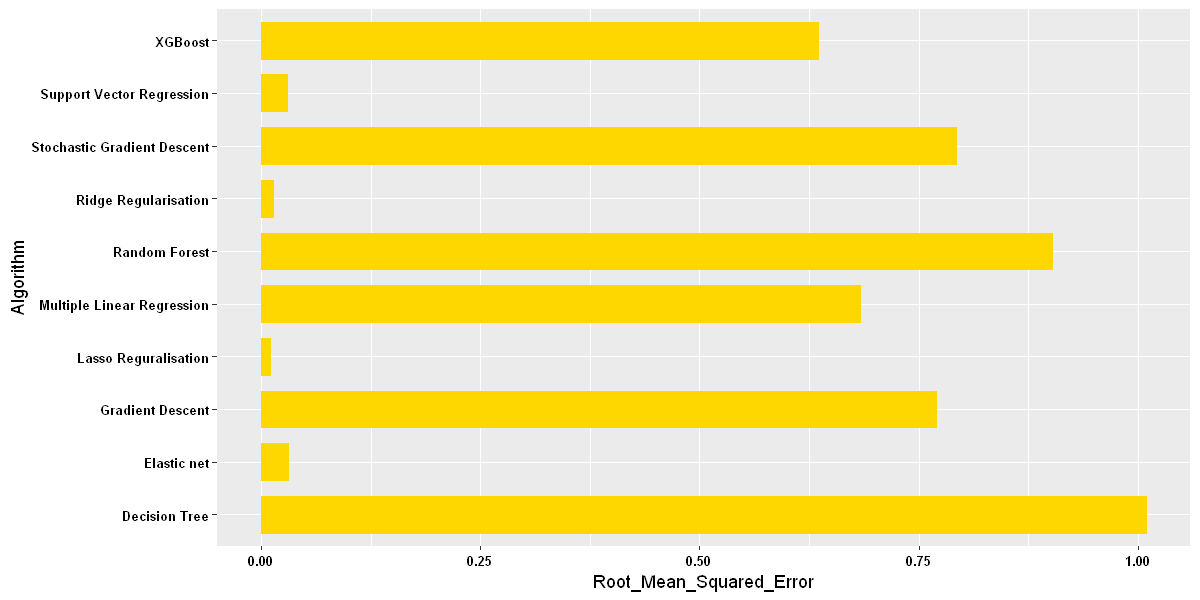 XGBoost
Support Vector Regression
Stochastic Gradient Descent
Ridge Regularisation
Random Forest
Multiple Linear Regression
Lasso Reguralisation
Gradient Descent
Elastic net
Decision Tree
Algorithm
0.00 0.25 0.50 0.75 1.00
Root_Mean_Squared_Error